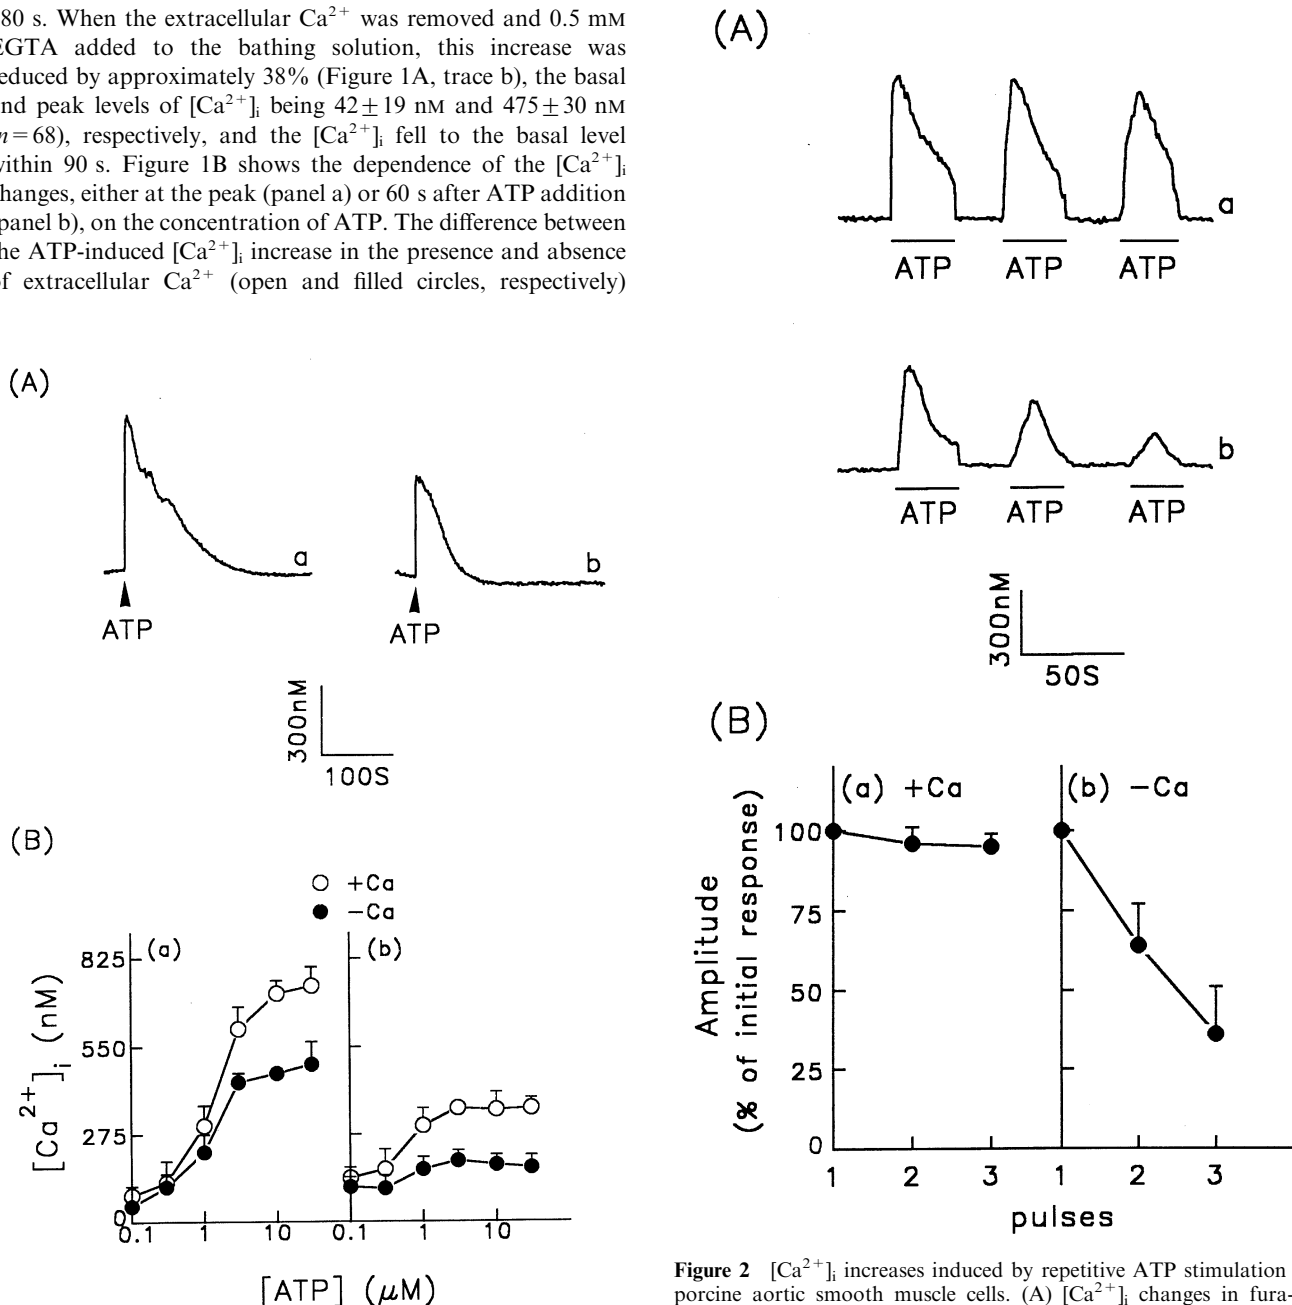 80 s. When the extracellular Ca²⁺ was removed and 0.5 mM
EGTA added to the bathing solution, this increase was
educed by approximately 38% (Figure 1A, trace b), the basal
nd peak levels of [Ca²⁺]ᵢ being 42±19 nM and 475±30 nM
n=68), respectively, and the [Ca²⁺]ᵢ fell to the basal level
within 90 s. Figure 1B shows the dependence of the [Ca²⁺]ᵢ
hanges, either at the peak (panel a) or 60 s after ATP addition
panel b), on the concentration of ATP. The difference between
he ATP-induced [Ca²⁺]ᵢ increase in the presence and absence
f extracellular Ca²⁺ (open and filled circles, respectively)
(A)
a
b
ATP
ATP
300nM
100S
(B)
+Ca
−Ca
(a)
(b)
825
550
275
0
[Ca²⁺]ᵢ (nM)
0.1 1 10
0.1 1 10
[ATP] (µM)
(A)
a
ATP ATP ATP
b
ATP ATP ATP
300nM
50S
(B)
(a) +Ca
(b) −Ca
100
75
50
25
0
Amplitude
(% of initial response)
1 2 3
1 2 3
pulses
Figure 2 [Ca²⁺]ᵢ increases induced by repetitive ATP stimulation
porcine aortic smooth muscle cells. (A) [Ca²⁺]ᵢ changes in fura-